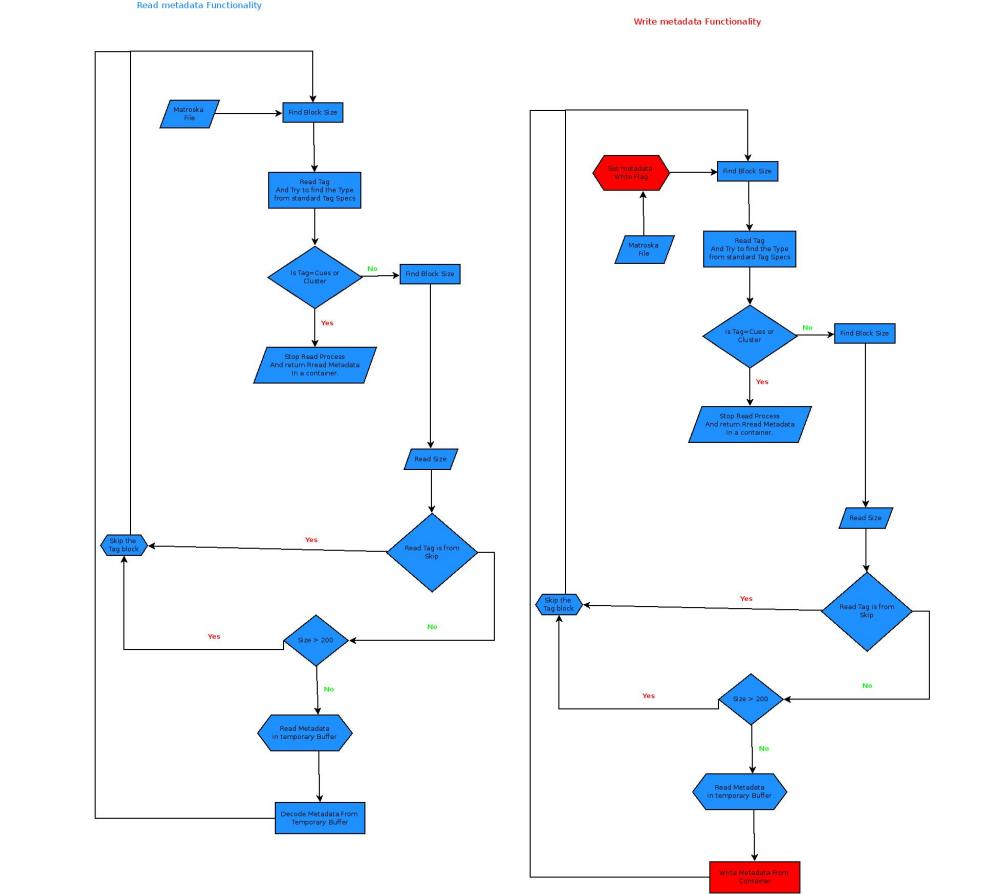 Read metadata Functionality
Matroska
File
Find Block Size
Read Tag
And Try to find the Type
from standard Tag Specs
Is Tag=Cues or
Cluster
No
Find Block Size
Yes
Stop Read Process
And return Rread Metadata
In a container.
Read Size
Read Tag is from
Skip
Yes
Skip the
Tag block
No
Size > 200
Yes
No
Read Metadata
in temporary Buffer
Decode Metadata From
Temporary Buffer
Write metadata Functionality
Set metadata
Write Flag
Matroska
File
Find Block Size
Read Tag
And Try to find the Type
from standard Tag Specs
Is Tag=Cues or
Cluster
No
Find Block Size
Yes
Stop Read Process
And return Rread Metadata
In a container.
Read Size
Read Tag is from
Skip
Yes
Skip the
Tag block
No
Size > 200
Yes
No
Read Metadata
in temporary Buffer
Write Metadata From
Container